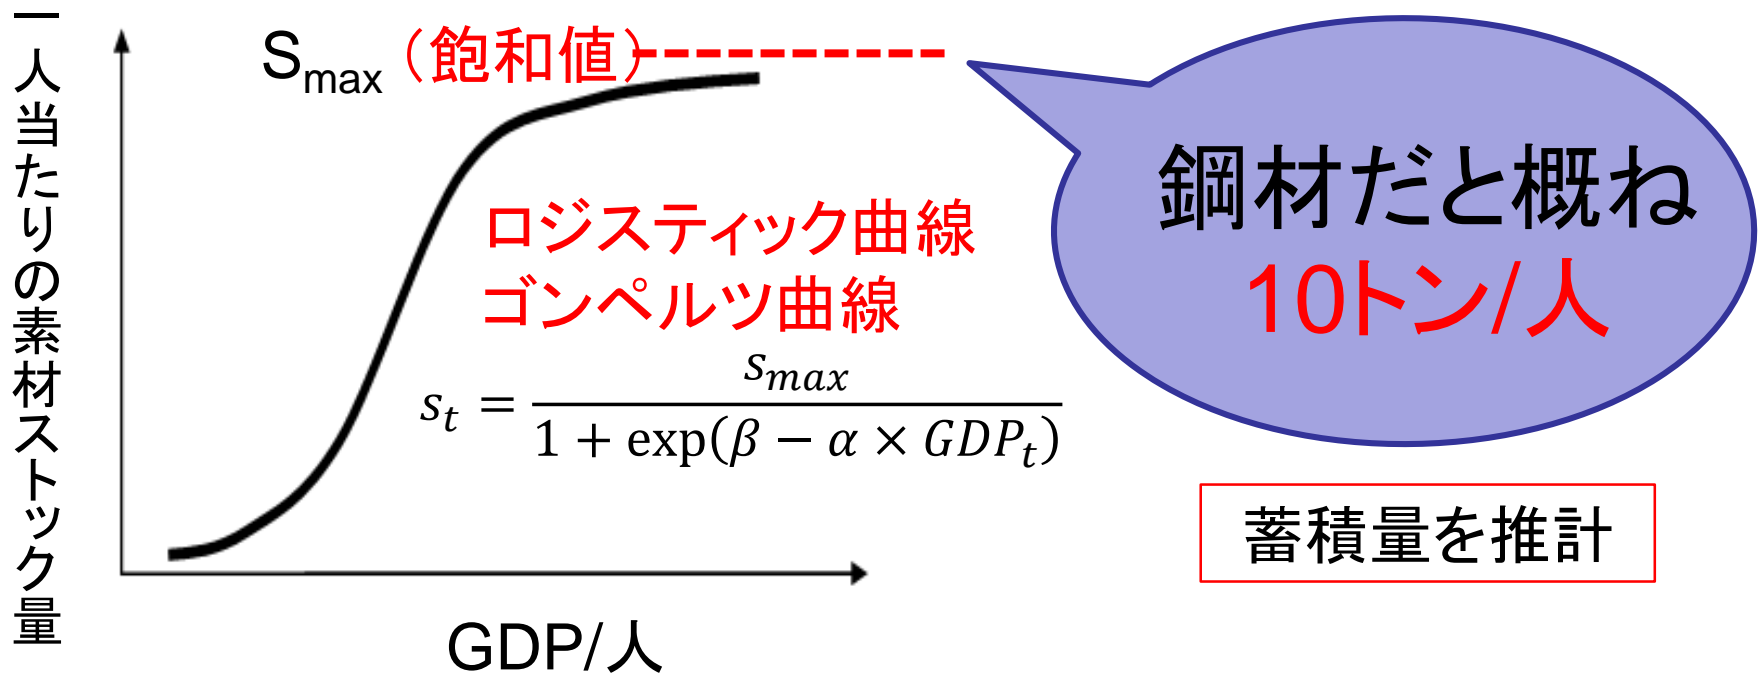 一人当たりの素材ストック量
Smax（飽和値）
ロジスティック曲線
ゴンペルツ曲線
s_t = s_max / (1 + exp(β − α × GDP_t))
GDP/人
鋼材だと概ね
10トン/人
蓄積量を推計